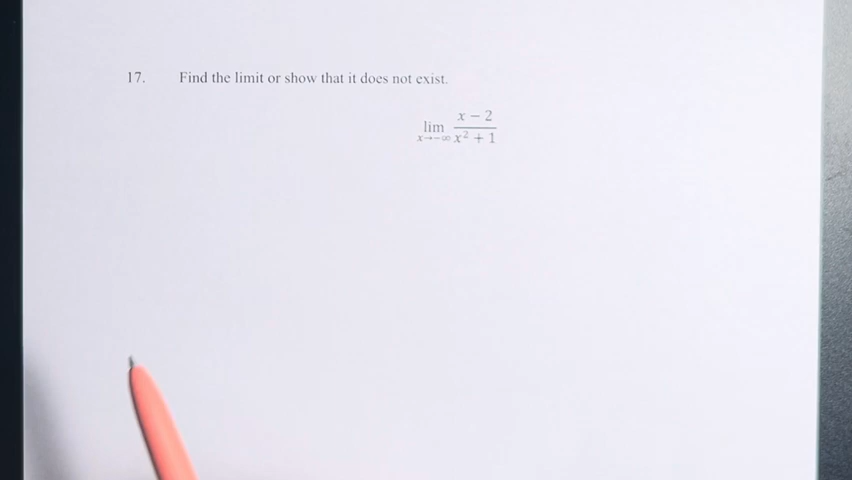 17. Find the limit or show that it does not exist.
lim x→−∞ x − 2 / x² + 1